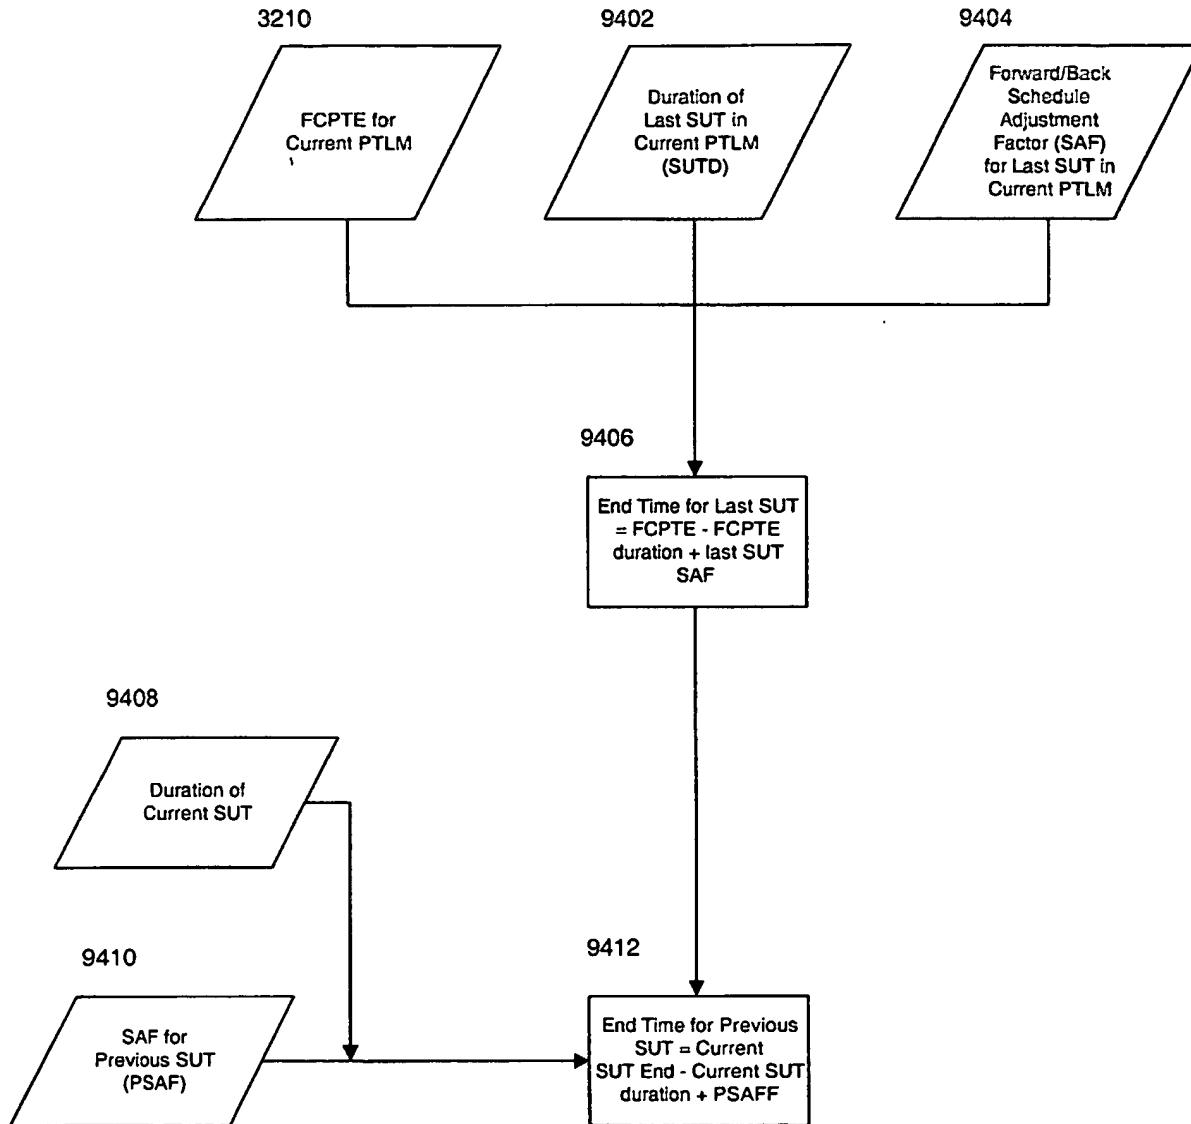 3210
FCPTE for
Current PTLM
9402
Duration of
Last SUT in
Current PTLM
(SUTD)
9404
Forward/Back
Schedule
Adjustment
Factor (SAF)
for Last SUT in
Current PTLM
9406
End Time for Last SUT
= FCPTE - FCPTE
duration + last SUT
SAF
9408
Duration of
Current SUT
9410
SAF for
Previous SUT
(PSAF)
9412
End Time for Previous
SUT = Current
SUT End - Current SUT
duration + PSAFF